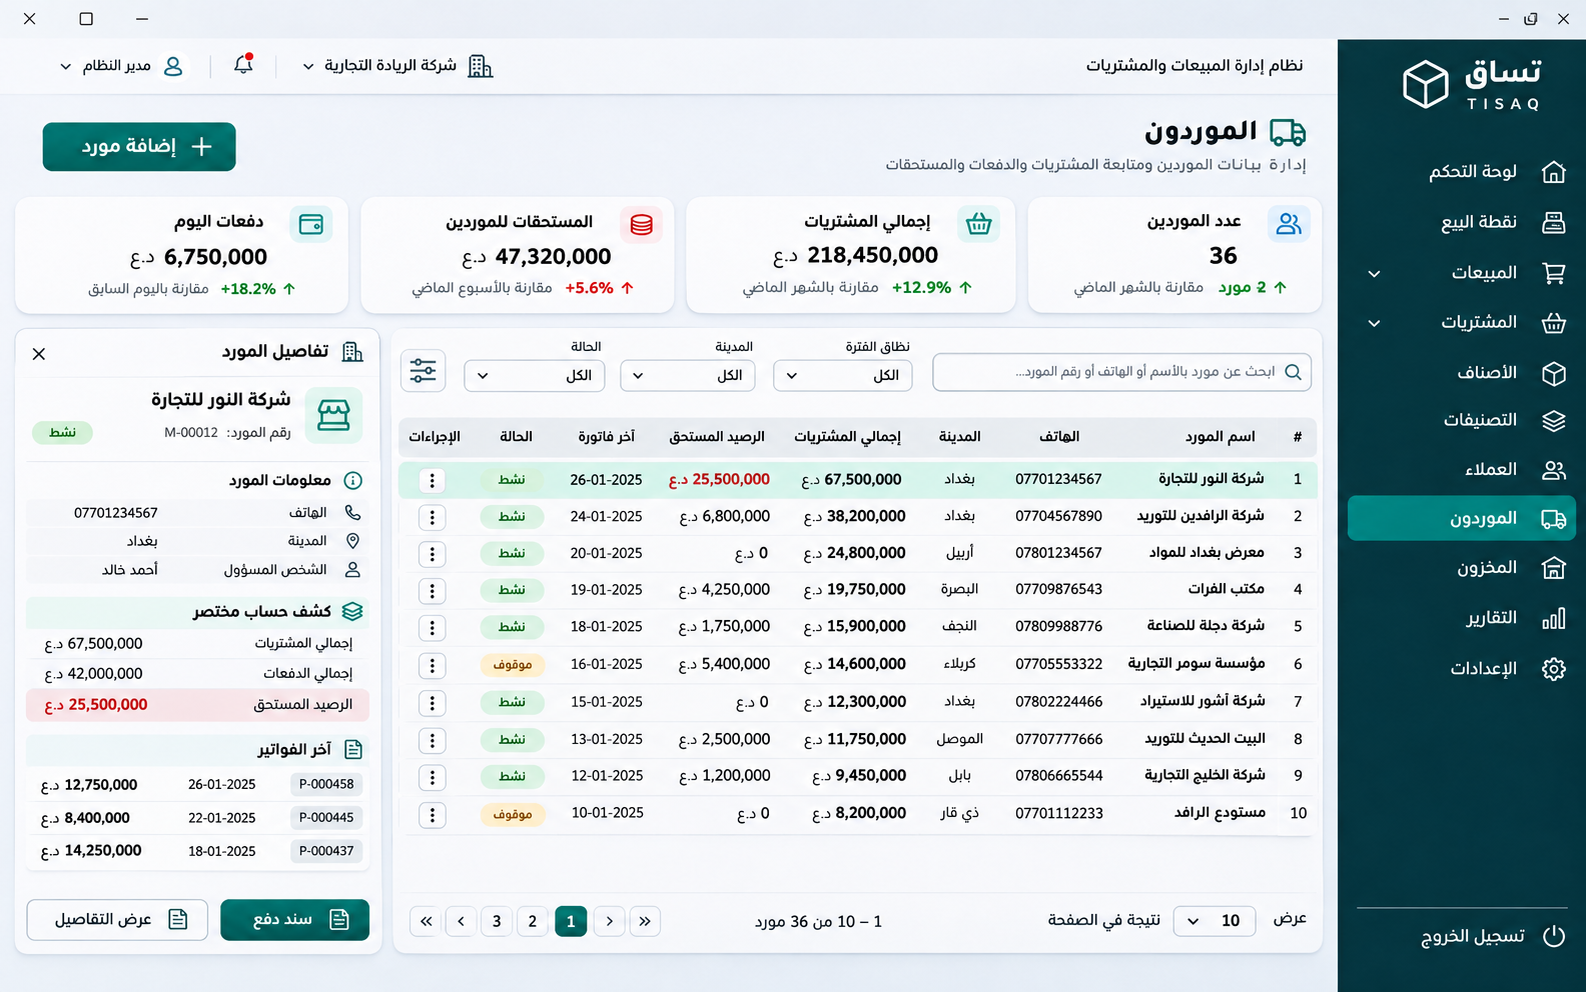 نظام إدارة المبيعات والمشتريات
شركة الريادة التجارية
مدير النظام
تساق
TISAQ
لوحة التحكم
نقطة البيع
المبيعات
المشتريات
الأصناف
التصنيفات
العملاء
الموردون
المخزون
التقارير
الإعدادات
تسجيل الخروج
الموردون
إدارة بيانات الموردين ومتابعة المشتريات والدفعات والمستحقات
+ إضافة مورد
عدد الموردين
36
↑ 2 مورد مقارنة بالشهر الماضي
إجمالي المشتريات
218,450,000 د.ع
↑ +12.9% مقارنة بالشهر الماضي
المستحقات للموردين
47,320,000 د.ع
↑ +5.6% مقارنة بالأسبوع الماضي
دفعات اليوم
6,750,000 د.ع
↑ +18.2% مقارنة باليوم السابق
ابحث عن مورد بالأسم أو الهاتف أو رقم المورد...
نطاق الفترة
الكل
المدينة
الكل
الحالة
الكل
# اسم المورد الهاتف المدينة إجمالي المشتريات الرصيد المستحق آخر فاتورة الحالة الإجراءات
1 شركة النور للتجارة 07701234567 بغداد 67,500,000 د.ع 25,500,000 د.ع 26-01-2025 نشط
2 شركة الرافدين للتوريد 07704567890 بغداد 38,200,000 د.ع 6,800,000 د.ع 24-01-2025 نشط
3 معرض بغداد للمواد 07801234567 أربيل 24,800,000 د.ع 0 د.ع 20-01-2025 نشط
4 مكتب الفرات 07709876543 البصرة 19,750,000 د.ع 4,250,000 د.ع 19-01-2025 نشط
5 شركة دجلة للصناعة 07809988776 النجف 15,900,000 د.ع 1,750,000 د.ع 18-01-2025 نشط
6 مؤسسة سومر التجارية 07705553322 كربلاء 14,600,000 د.ع 5,400,000 د.ع 16-01-2025 موقوف
7 شركة آشور للاستيراد 07802224466 بغداد 12,300,000 د.ع 0 د.ع 15-01-2025 نشط
8 البيت الحديث للتوريد 07707777666 الموصل 11,750,000 د.ع 2,500,000 د.ع 13-01-2025 نشط
9 شركة الخليج التجارية 07806665544 بابل 9,450,000 د.ع 1,200,000 د.ع 12-01-2025 نشط
10 مستودع الرافد 07701112233 ذي قار 8,200,000 د.ع 0 د.ع 10-01-2025 موقوف
عرض 10 نتيجة في الصفحة
1 – 10 من 36 مورد
« ‹ 3 2 1 › »
تفاصيل المورد
شركة النور للتجارة
رقم المورد: M-00012
نشط
معلومات المورد
الهاتف 07701234567
المدينة بغداد
الشخص المسؤول أحمد خالد
كشف حساب مختصر
إجمالي المشتريات 67,500,000 د.ع
إجمالي الدفعات 42,000,000 د.ع
الرصيد المستحق 25,500,000 د.ع
آخر الفواتير
P-000458 26-01-2025 12,750,000 د.ع
P-000445 22-01-2025 8,400,000 د.ع
P-000437 18-01-2025 14,250,000 د.ع
سند دفع
عرض التفاصيل